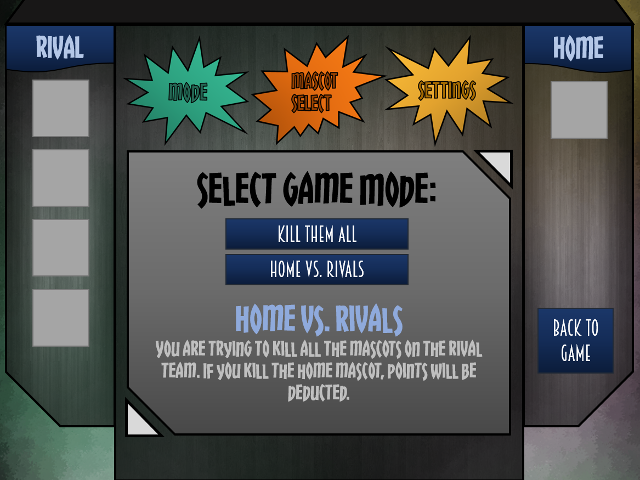 RIVAL
HOME
MODE
MASCOT
SELECT
SETTINGS
SELECT GAME MODE:
KILL THEM ALL
HOME VS. RIVALS
HOME VS. RIVALS
YOU ARE TRYING TO KILL ALL THE MASCOTS ON THE RIVAL
TEAM. IF YOU KILL THE HOME MASCOT, POINTS WILL BE
DEDUCTED.
BACK TO
GAME